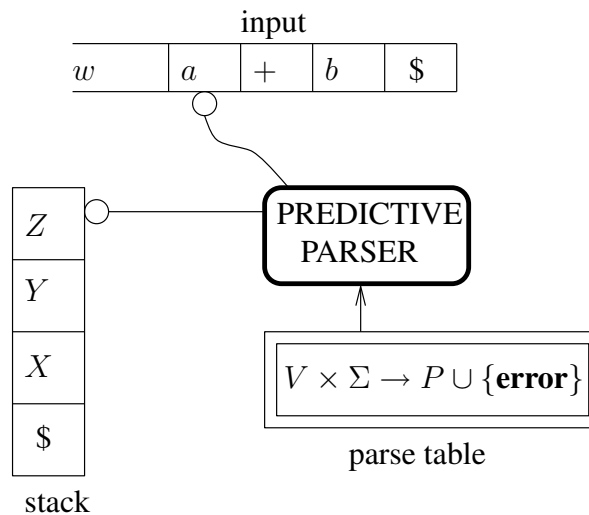 input
w a + b $
PREDICTIVE
PARSER
Z
Y
X
$
V × Σ → P ∪ {error}
parse table
stack